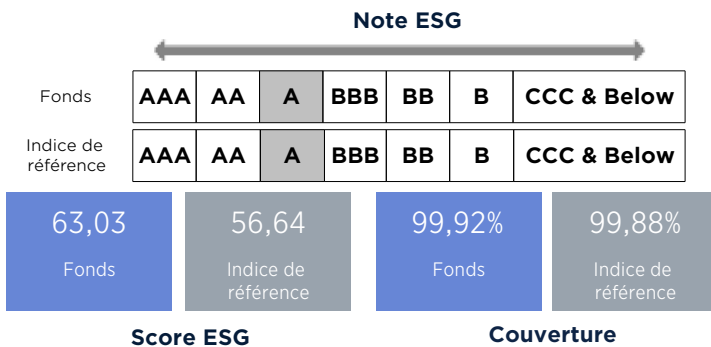 Note ESG
Fonds
AAA AA A BBB BB B CCC & Below
Indice de
référence
AAA AA A BBB BB B CCC & Below
63,03
Fonds
56,64
Indice de
référence
99,92%
Fonds
99,88%
Indice de
référence
Score ESG
Couverture